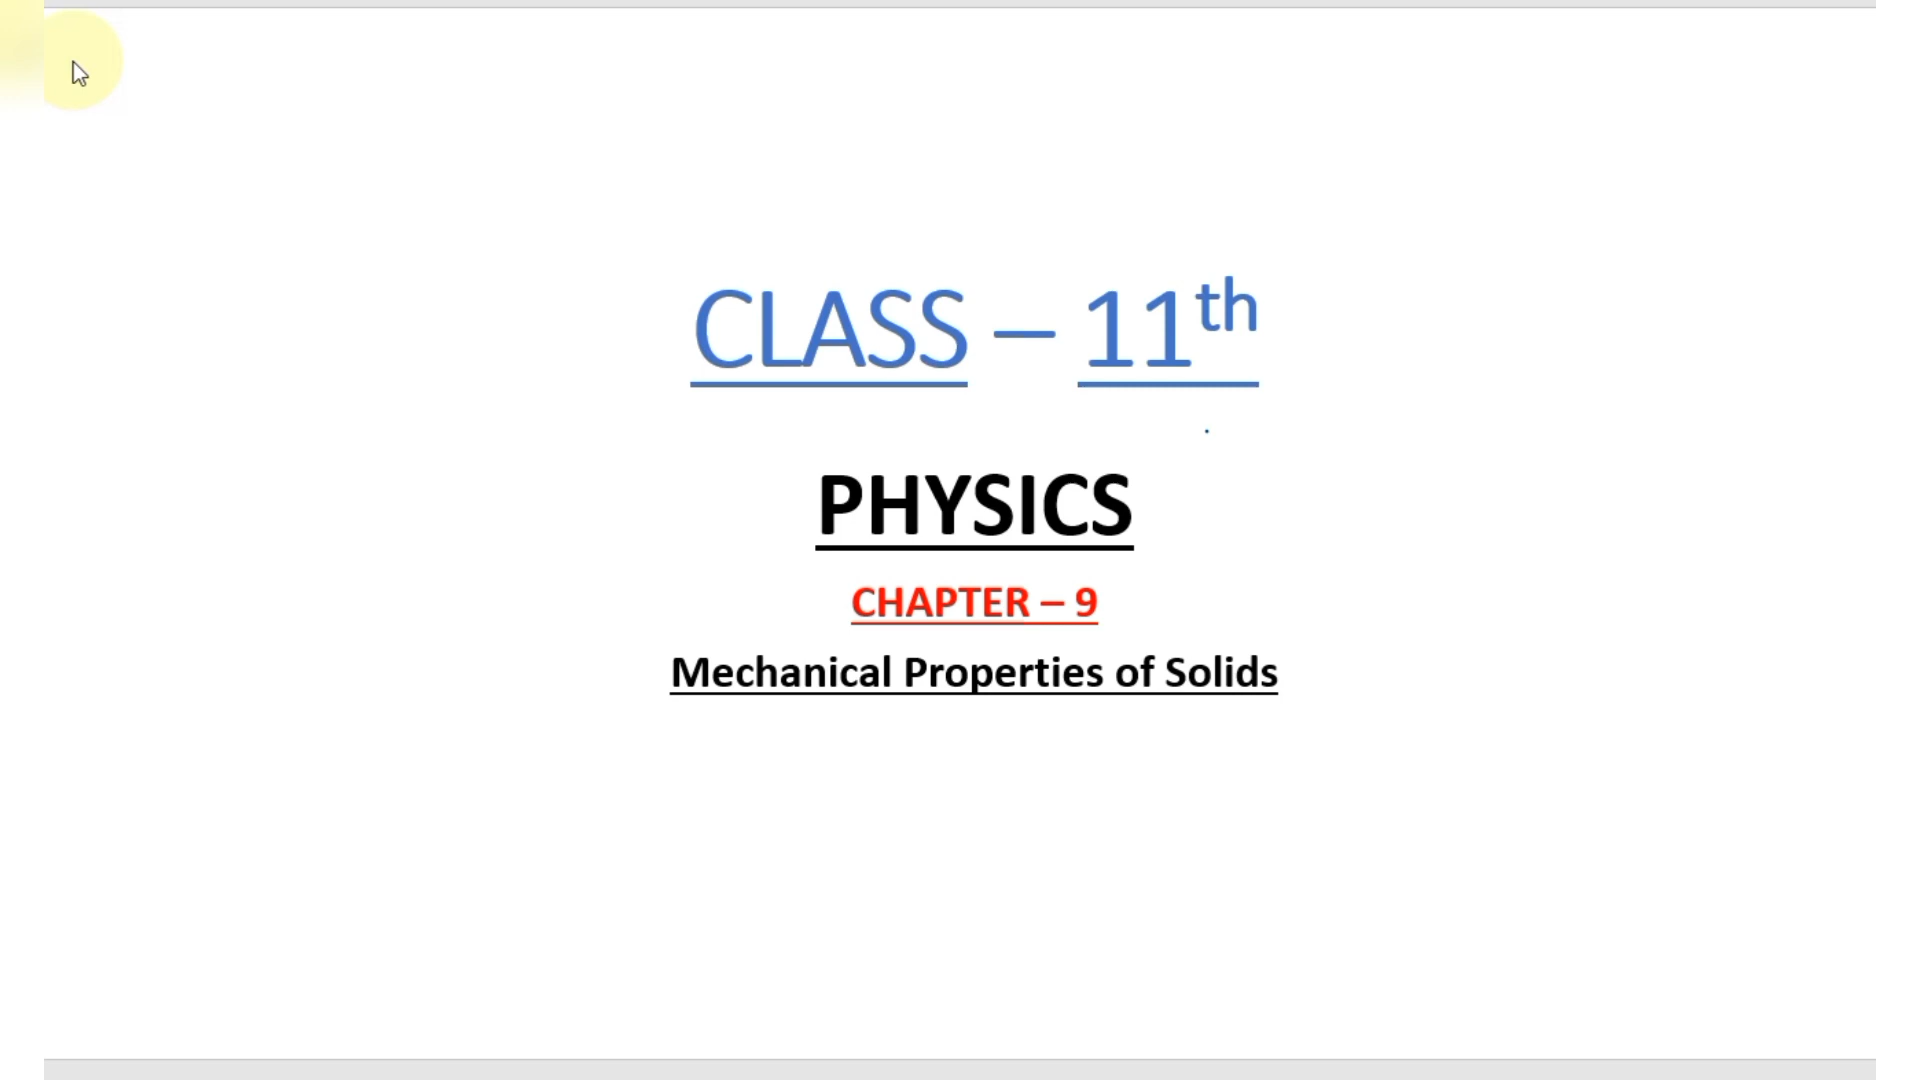 CLASS – 11th
PHYSICS
CHAPTER – 9
Mechanical Properties of Solids